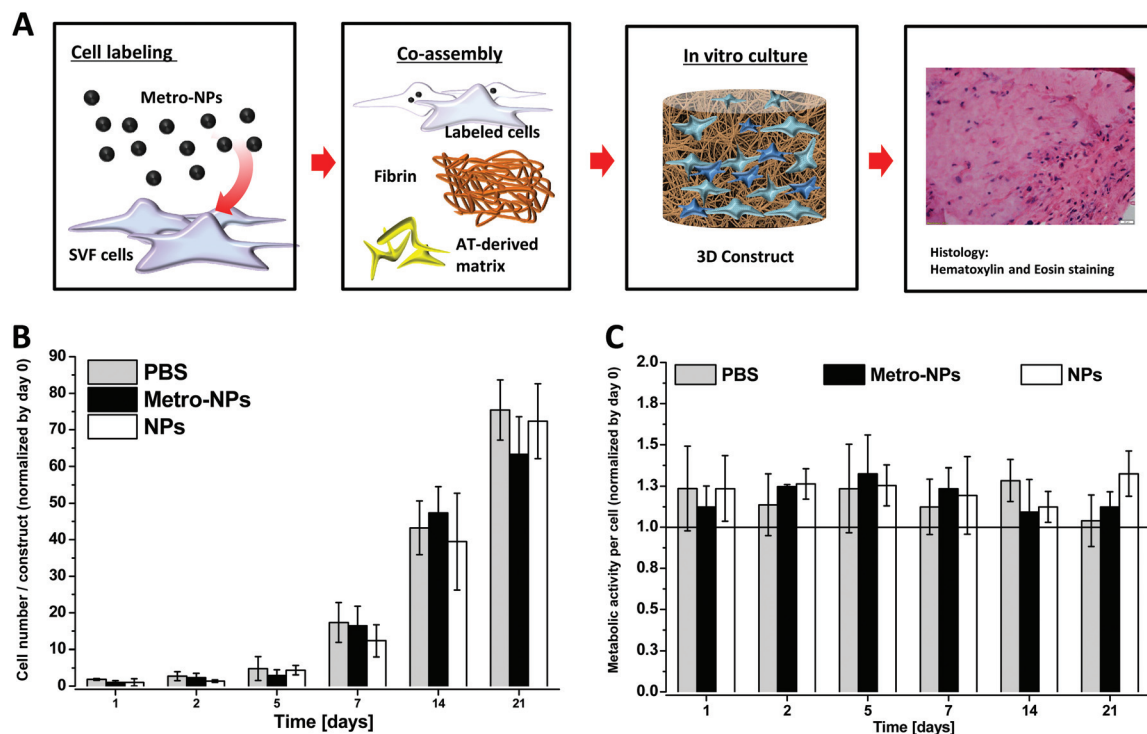 A
Cell labeling
Metro-NPs
SVF cells
Co-assembly
Labeled cells
Fibrin
AT-derived
matrix
In vitro culture
3D Construct
Histology:
Hematoxylin and Eosin staining
B
Cell number / construct (normalized by day 0)
90
80
75
70
60
50
40
30
20
10
0
PBS
Metro-NPs
NPs
1 2 5 7 14 21
Time [days]
C
Metabolic activity per cell (normalized by day 0)
2.0
1.8
1.5
1.3
1.0
0.8
0.5
0.3
0.0
PBS Metro-NPs NPs
1 2 5 7 14 21
Time [days]